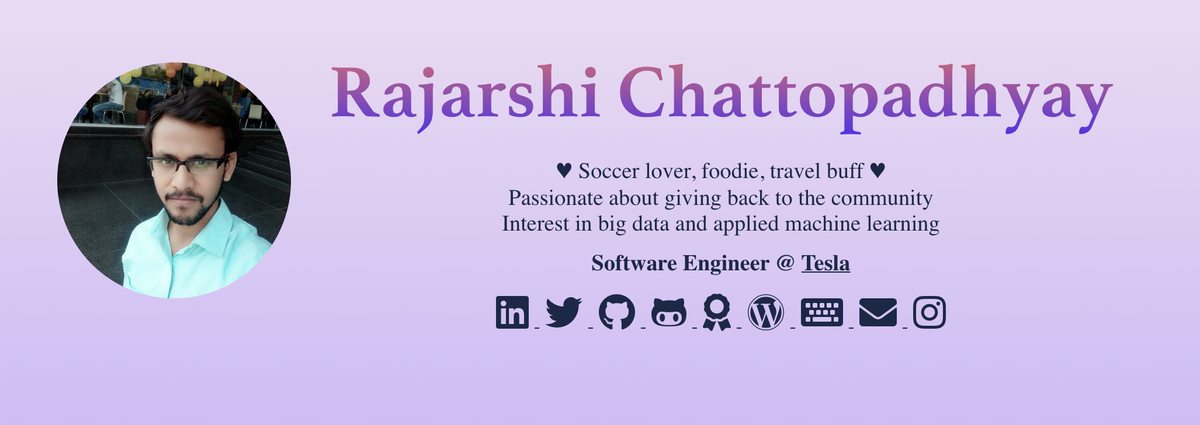 Rajarshi Chattopadhyay
♥ Soccer lover, foodie, travel buff ♥
Passionate about giving back to the community
Interest in big data and applied machine learning
Software Engineer @ Tesla